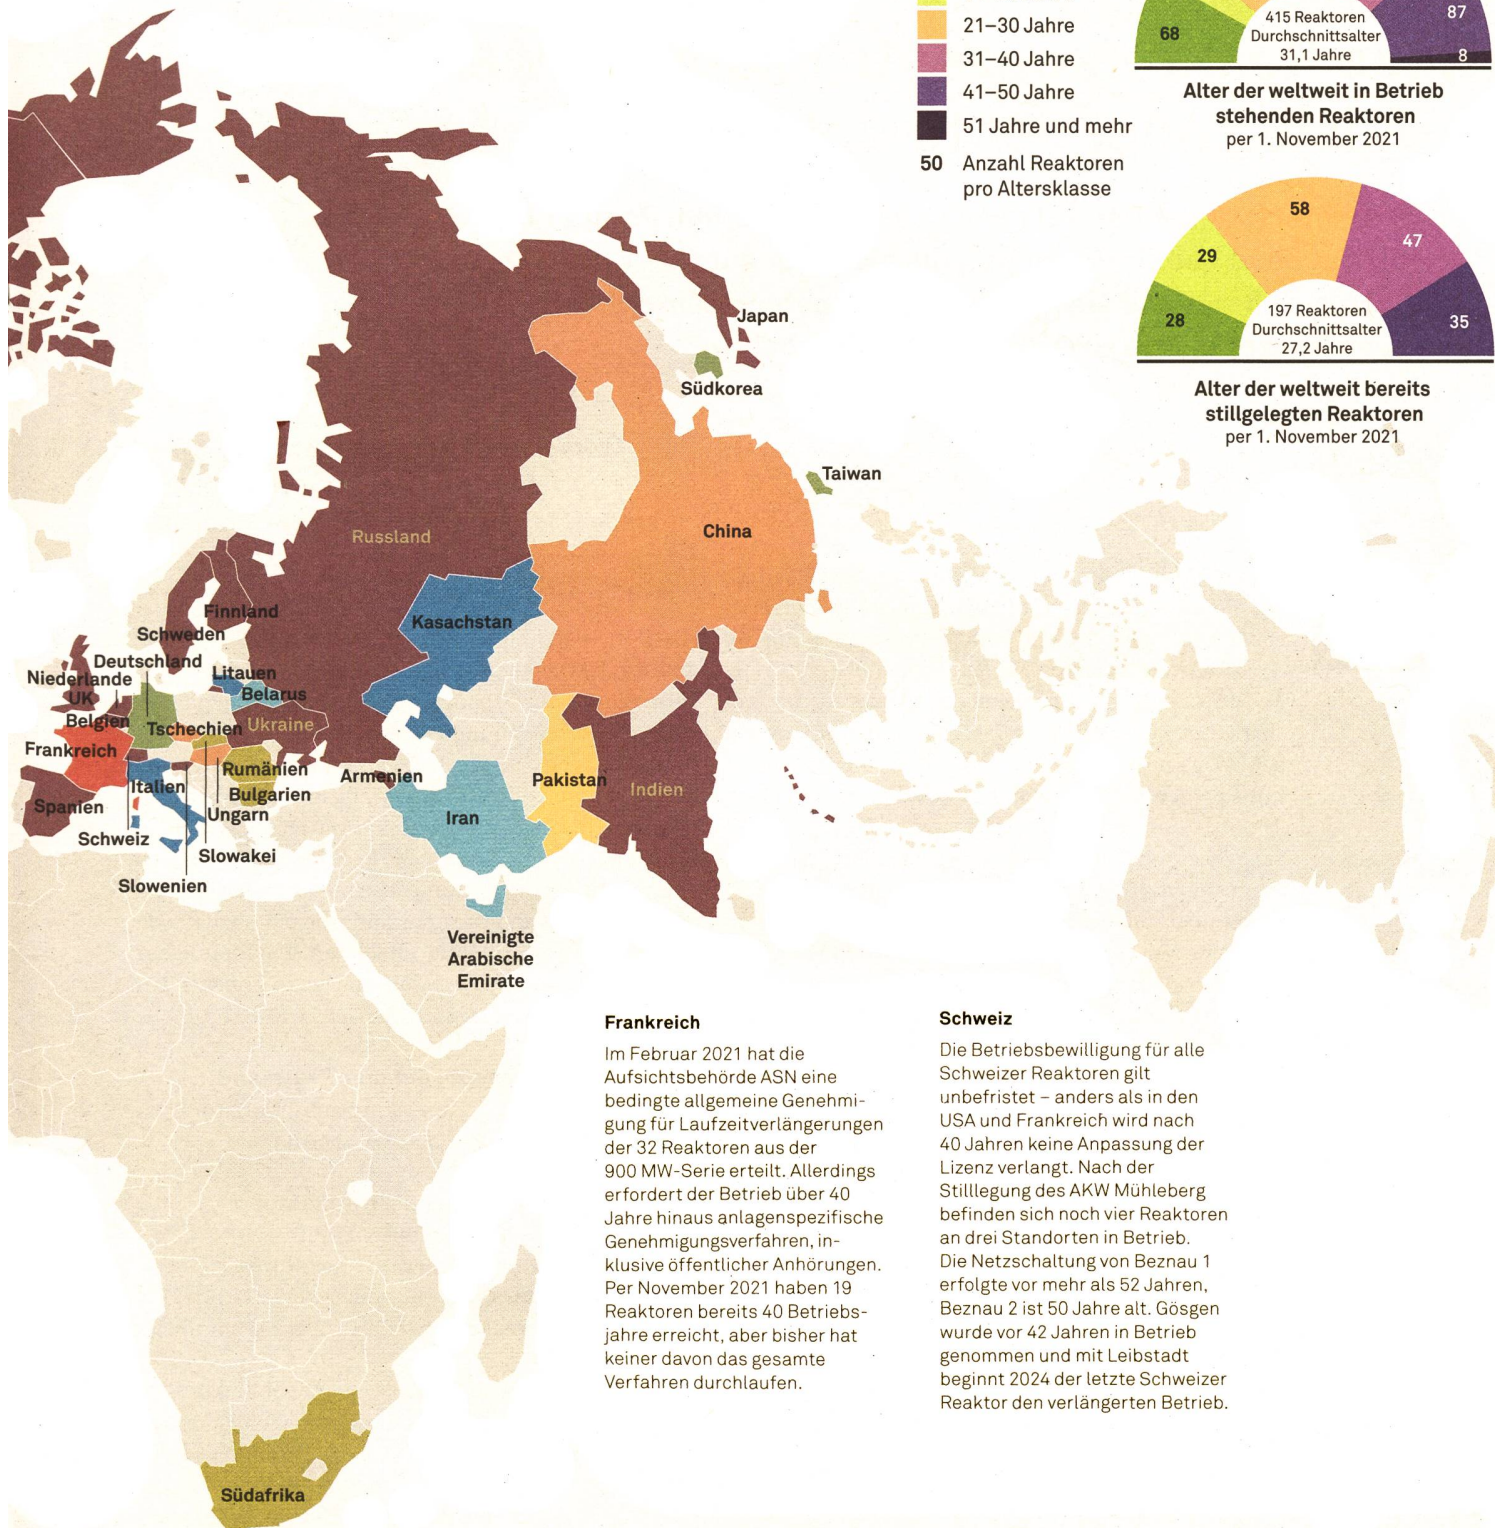 21–30 Jahre
31–40 Jahre
41–50 Jahre
51 Jahre und mehr
50 Anzahl Reaktoren
pro Altersklasse
68
415 Reaktoren
Durchschnittsalter
31,1 Jahre
87
8
Alter der weltweit in Betrieb
stehenden Reaktoren
per 1. November 2021
28
29
58
47
35
197 Reaktoren
Durchschnittsalter
27,2 Jahre
Alter der weltweit bereits
stillgelegten Reaktoren
per 1. November 2021
Japan
Südkorea
Taiwan
China
Russland
Kasachstan
Finnland
Schweden
Deutschland
Niederlande
UK
Litauen
Belarus
Belgien
Tschechien
Ukraine
Frankreich
Rumänien
Armenien
Italien
Bulgarien
Pakistan
Indien
Spanien
Ungarn
Iran
Schweiz
Slowakei
Slowenien
Vereinigte
Arabische
Emirate
Südafrika
Frankreich
Im Februar 2021 hat die
Aufsichtsbehörde ASN eine
bedingte allgemeine Genehmi-
gung für Laufzeitverlängerungen
der 32 Reaktoren aus der
900 MW-Serie erteilt. Allerdings
erfordert der Betrieb über 40
Jahre hinaus anlagenspezifische
Genehmigungsverfahren, in-
klusive öffentlicher Anhörungen.
Per November 2021 haben 19
Reaktoren bereits 40 Betriebs-
jahre erreicht, aber bisher hat
keiner davon das gesamte
Verfahren durchlaufen.
Schweiz
Die Betriebsbewilligung für alle
Schweizer Reaktoren gilt
unbefristet – anders als in den
USA und Frankreich wird nach
40 Jahren keine Anpassung der
Lizenz verlangt. Nach der
Stilllegung des AKW Mühleberg
befinden sich noch vier Reaktoren
an drei Standorten in Betrieb.
Die Netzschaltung von Beznau 1
erfolgte vor mehr als 52 Jahren,
Beznau 2 ist 50 Jahre alt. Gösgen
wurde vor 42 Jahren in Betrieb
genommen und mit Leibstadt
beginnt 2024 der letzte Schweizer
Reaktor den verlängerten Betrieb.